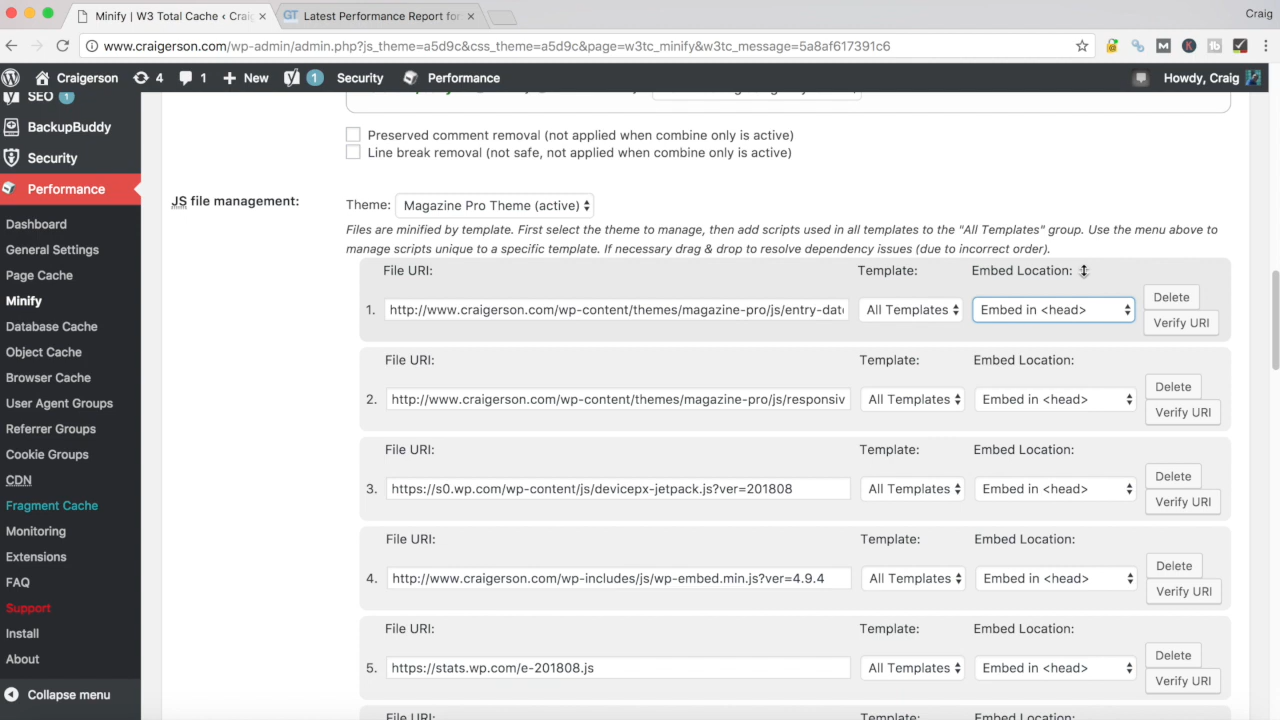 Minify | W3 Total Cache ‹ Craig
GT Latest Performance Report for
Craig
www.craigerson.com/wp-admin/admin.php?js_theme=a5d9c&css_theme=a5d9c&page=w3tc_minify&w3tc_message=5a8af617391c6
Craigerson 4 1 New 1 Security Performance Howdy, Craig
SEO 1
BackupBuddy
Security
Performance
Dashboard
General Settings
Page Cache
Minify
Database Cache
Object Cache
Browser Cache
User Agent Groups
Referrer Groups
Cookie Groups
CDN
Fragment Cache
Monitoring
Extensions
FAQ
Support
Install
About
Collapse menu
Preserved comment removal (not applied when combine only is active)
Line break removal (not safe, not applied when combine only is active)
JS file management:
Theme: Magazine Pro Theme (active)
Files are minified by template. First select the theme to manage, then add scripts used in all templates to the "All Templates" group. Use the menu above to
manage scripts unique to a specific template. If necessary drag & drop to resolve dependency issues (due to incorrect order).
File URI: Template: Embed Location:
1. http://www.craigerson.com/wp-content/themes/magazine-pro/js/entry-date All Templates Embed in <head>
Delete
Verify URI
File URI: Template: Embed Location:
2. http://www.craigerson.com/wp-content/themes/magazine-pro/js/responsiv All Templates Embed in <head>
Delete
Verify URI
File URI: Template: Embed Location:
3. https://s0.wp.com/wp-content/js/devicepx-jetpack.js?ver=201808 All Templates Embed in <head>
Delete
Verify URI
File URI: Template: Embed Location:
4. http://www.craigerson.com/wp-includes/js/wp-embed.min.js?ver=4.9.4 All Templates Embed in <head>
Delete
Verify URI
File URI: Template: Embed Location:
5. https://stats.wp.com/e-201808.js All Templates Embed in <head>
Delete
Verify URI
File URI: Template: Embed Location: